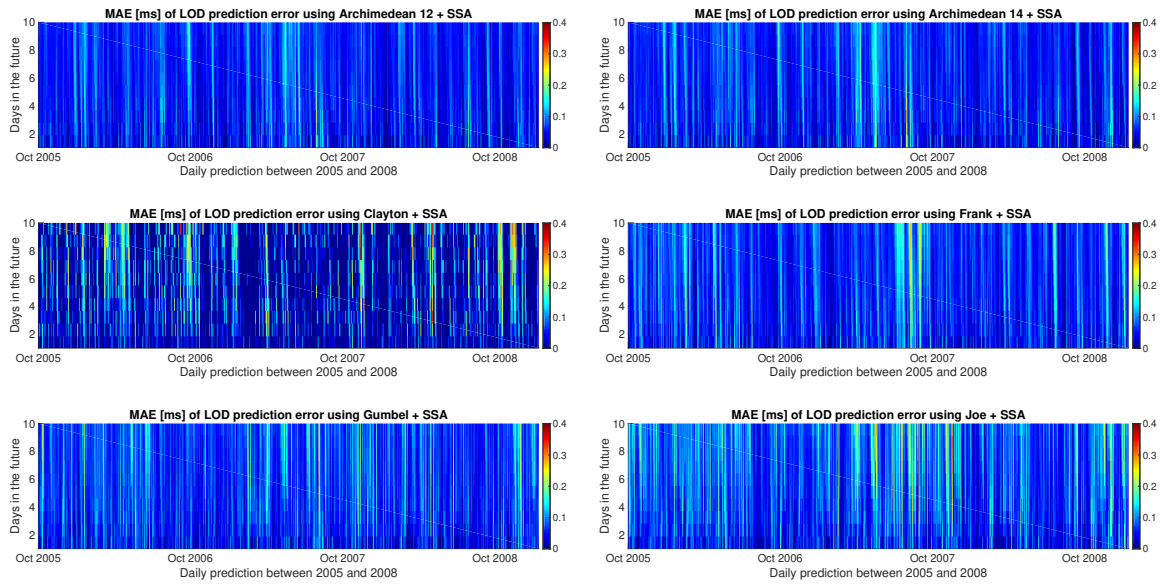 MAE [ms] of LOD prediction error using Archimedean 12 + SSA
Days in the future
10
8
6
4
2
Oct 2005 Oct 2006 Oct 2007 Oct 2008
Daily prediction between 2005 and 2008
0.4
0.3
0.2
0.1
0
MAE [ms] of LOD prediction error using Archimedean 14 + SSA
Days in the future
10
8
6
4
2
Oct 2005 Oct 2006 Oct 2007 Oct 2008
Daily prediction between 2005 and 2008
0.4
0.3
0.2
0.1
0
MAE [ms] of LOD prediction error using Clayton + SSA
Days in the future
10
8
6
4
2
Oct 2005 Oct 2006 Oct 2007 Oct 2008
Daily prediction between 2005 and 2008
0.4
0.3
0.2
0.1
0
MAE [ms] of LOD prediction error using Frank + SSA
Days in the future
10
8
6
4
2
Oct 2005 Oct 2006 Oct 2007 Oct 2008
Daily prediction between 2005 and 2008
0.4
0.3
0.2
0.1
0
MAE [ms] of LOD prediction error using Gumbel + SSA
Days in the future
10
8
6
4
2
Oct 2005 Oct 2006 Oct 2007 Oct 2008
Daily prediction between 2005 and 2008
0.4
0.3
0.2
0.1
0
MAE [ms] of LOD prediction error using Joe + SSA
Days in the future
10
8
6
4
2
Oct 2005 Oct 2006 Oct 2007 Oct 2008
Daily prediction between 2005 and 2008
0.4
0.3
0.2
0.1
0